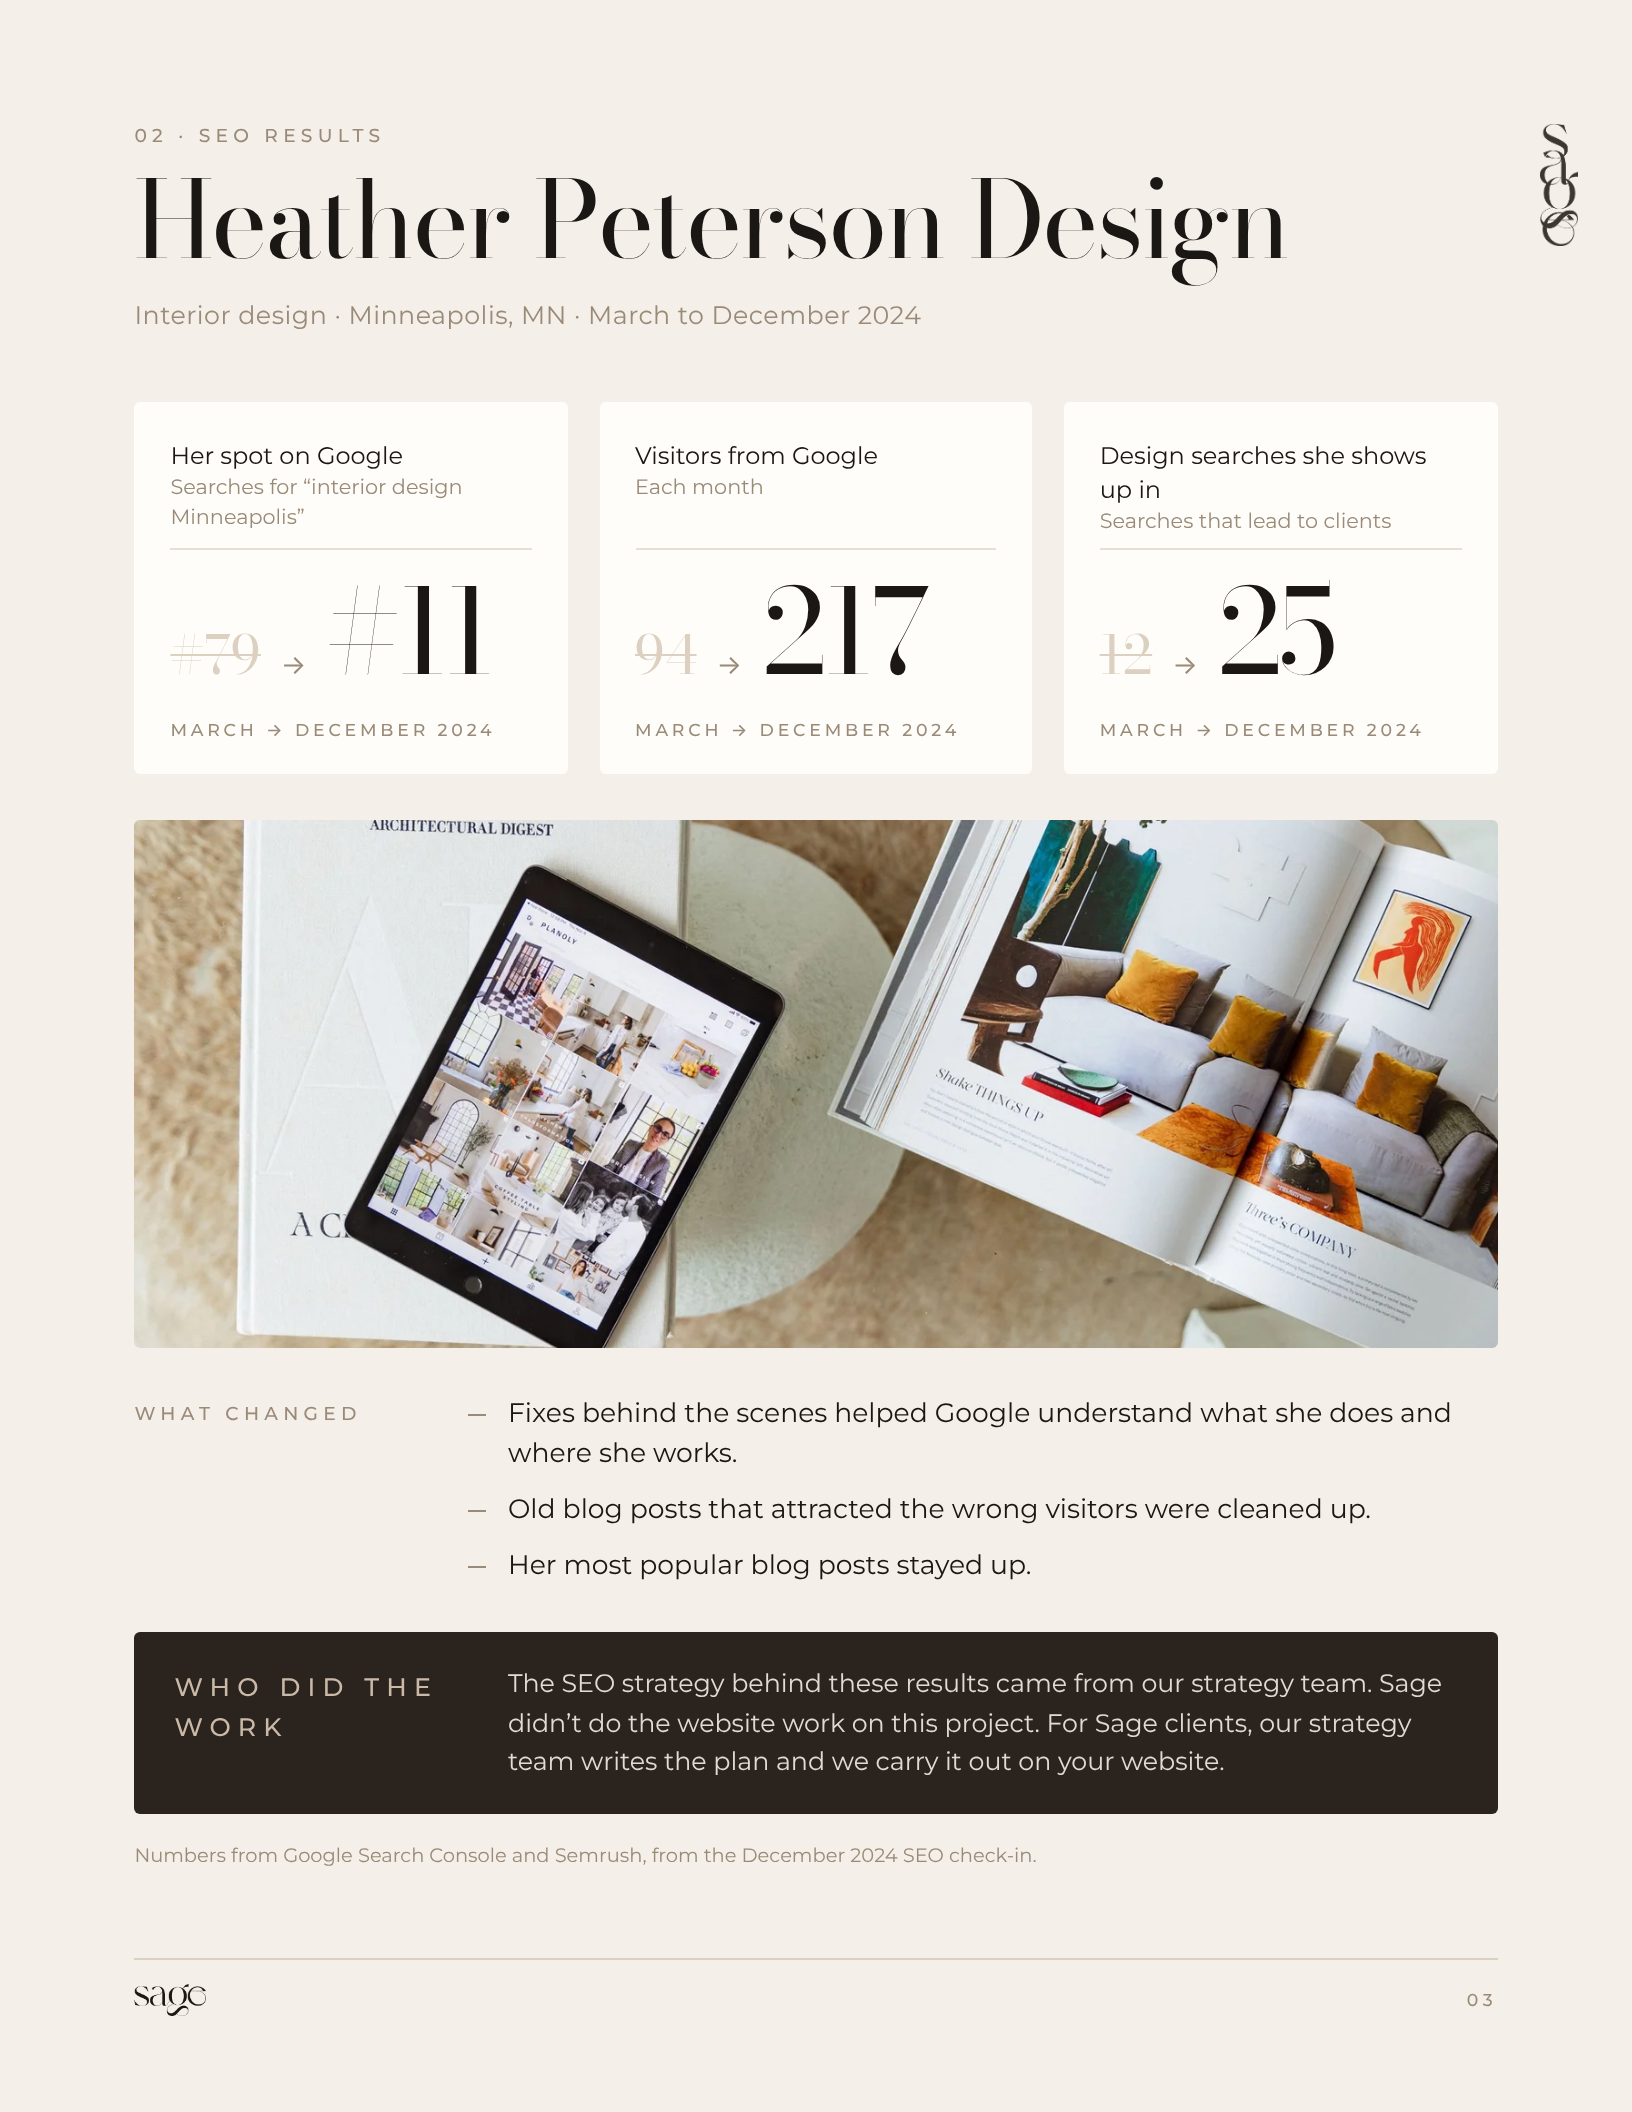 02 · SEO RESULTS
sage
Heather Peterson Design
Interior design · Minneapolis, MN · March to December 2024
Her spot on Google
Searches for “interior design
Minneapolis”
#79 → #11
MARCH → DECEMBER 2024
Visitors from Google
Each month
94 → 217
MARCH → DECEMBER 2024
Design searches she shows
up in
Searches that lead to clients
12 → 25
MARCH → DECEMBER 2024
ARCHITECTURAL DIGEST
PLANOLY
COFFEE TABLE
STYLING
A C
Shake THINGS UP
Three's COMPANY
WHAT CHANGED
— Fixes behind the scenes helped Google understand what she does and
where she works.
— Old blog posts that attracted the wrong visitors were cleaned up.
— Her most popular blog posts stayed up.
WHO DID THE
WORK
The SEO strategy behind these results came from our strategy team. Sage
didn’t do the website work on this project. For Sage clients, our strategy
team writes the plan and we carry it out on your website.
Numbers from Google Search Console and Semrush, from the December 2024 SEO check-in.
sage
03